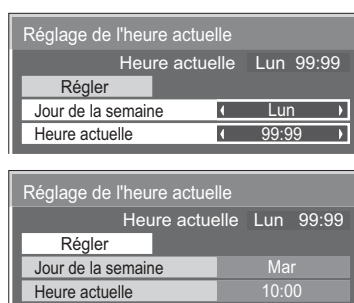 Réglage de l'heure actuelle
Heure actuelle Lun 99:99
Régler
Jour de la semaine Lun
Heure actuelle 99:99
Réglage de l'heure actuelle
Heure actuelle Lun 99:99
Régler
Jour de la semaine Mar
Heure actuelle 10:00